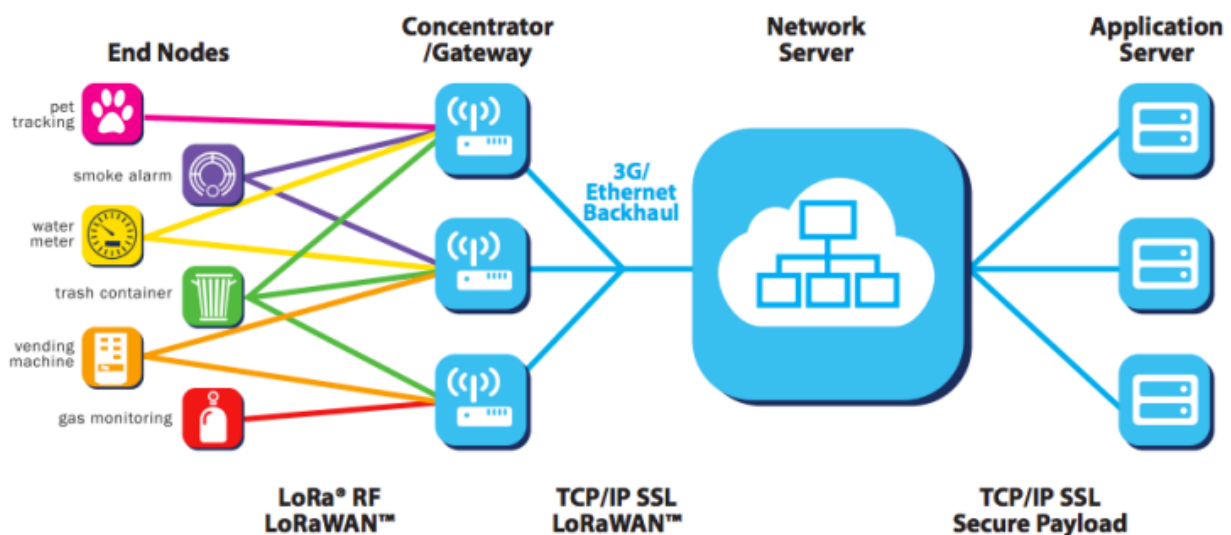 End Nodes
Concentrator
/Gateway
Network
Server
Application
Server
pet
tracking
smoke alarm
water
meter
trash container
vending
machine
gas monitoring
3G/
Ethernet
Backhaul
LoRa® RF
LoRaWAN™
TCP/IP SSL
LoRaWAN™
TCP/IP SSL
Secure Payload